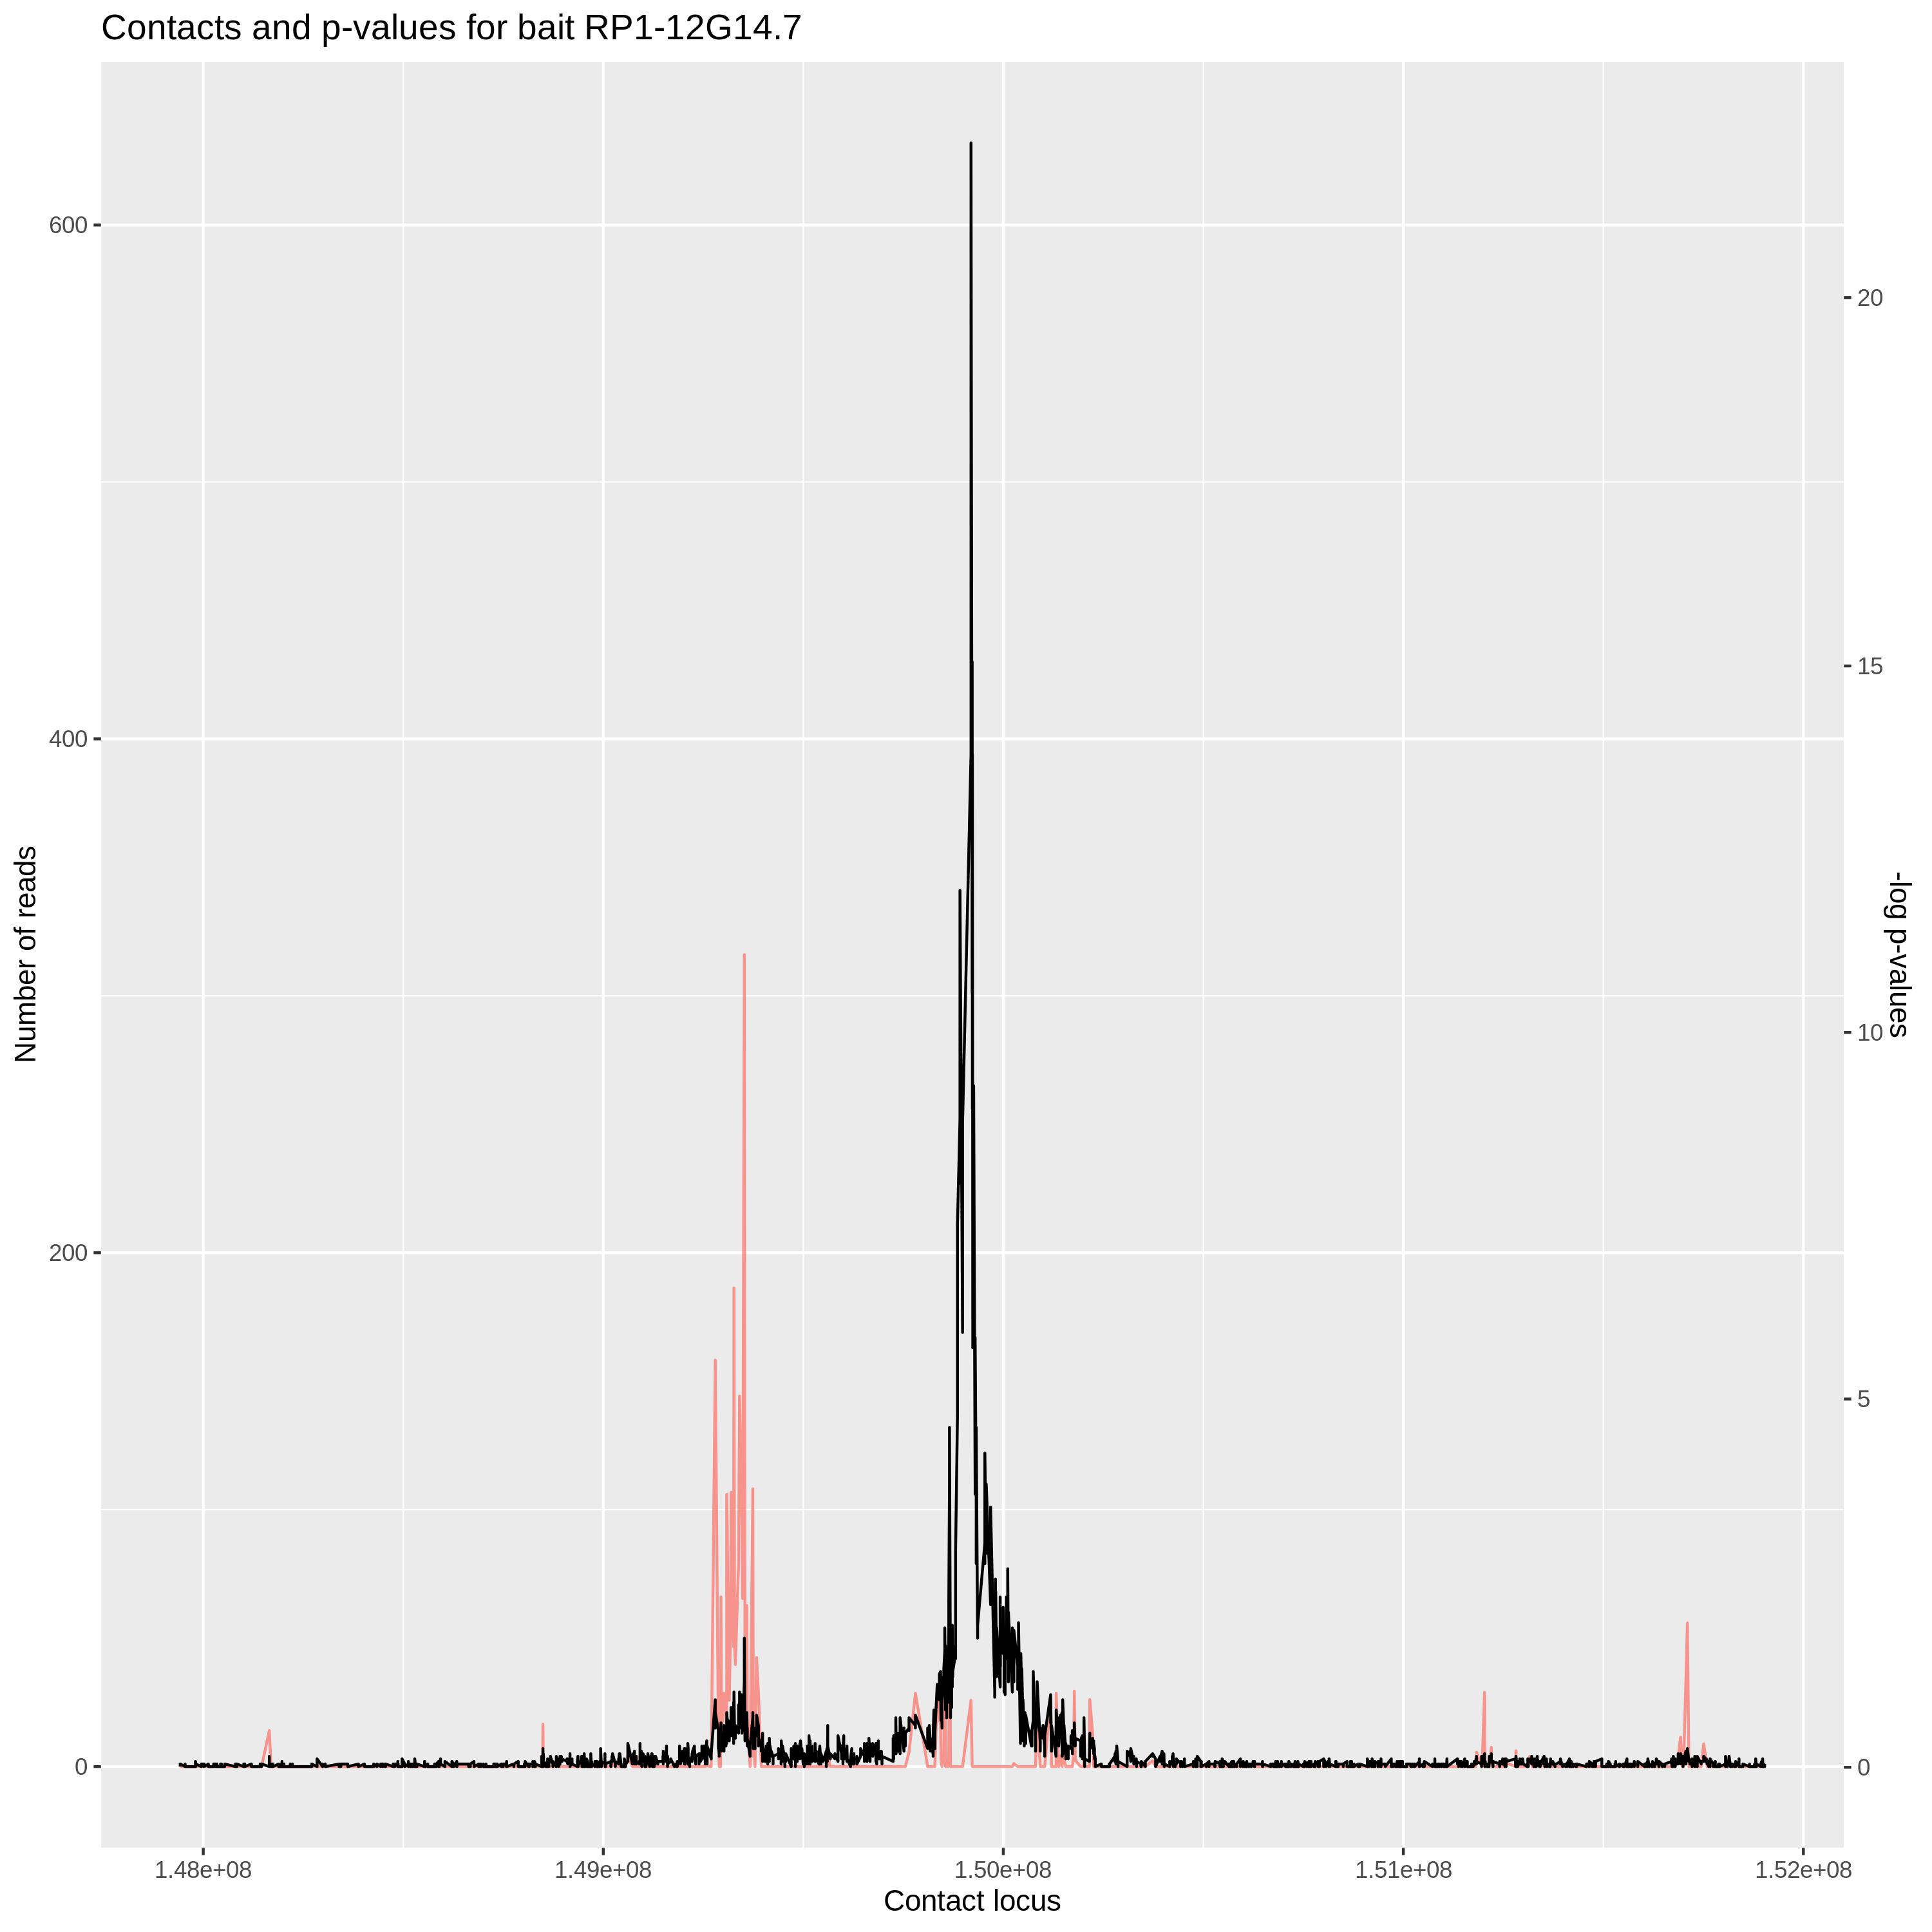 Contacts and p-values for bait RP1-12G14.7
600
400
200
0
Number of reads
20
15
10
5
0
-log p-values
1.48e+08
1.49e+08
1.50e+08
1.51e+08
1.52e+08
Contact locus